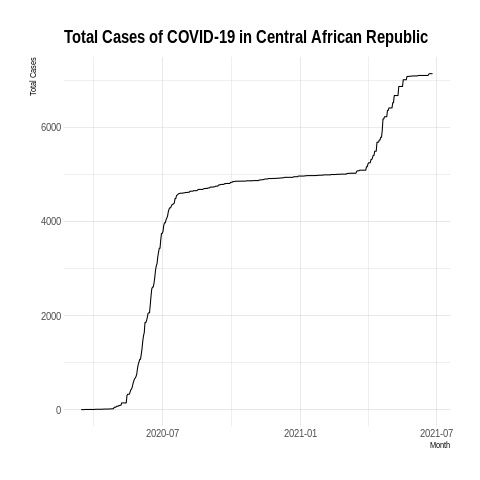 Total Cases of COVID-19 in Central African Republic
Total Cases
6000
4000
2000
0
2020-07
2021-01
2021-07
Month